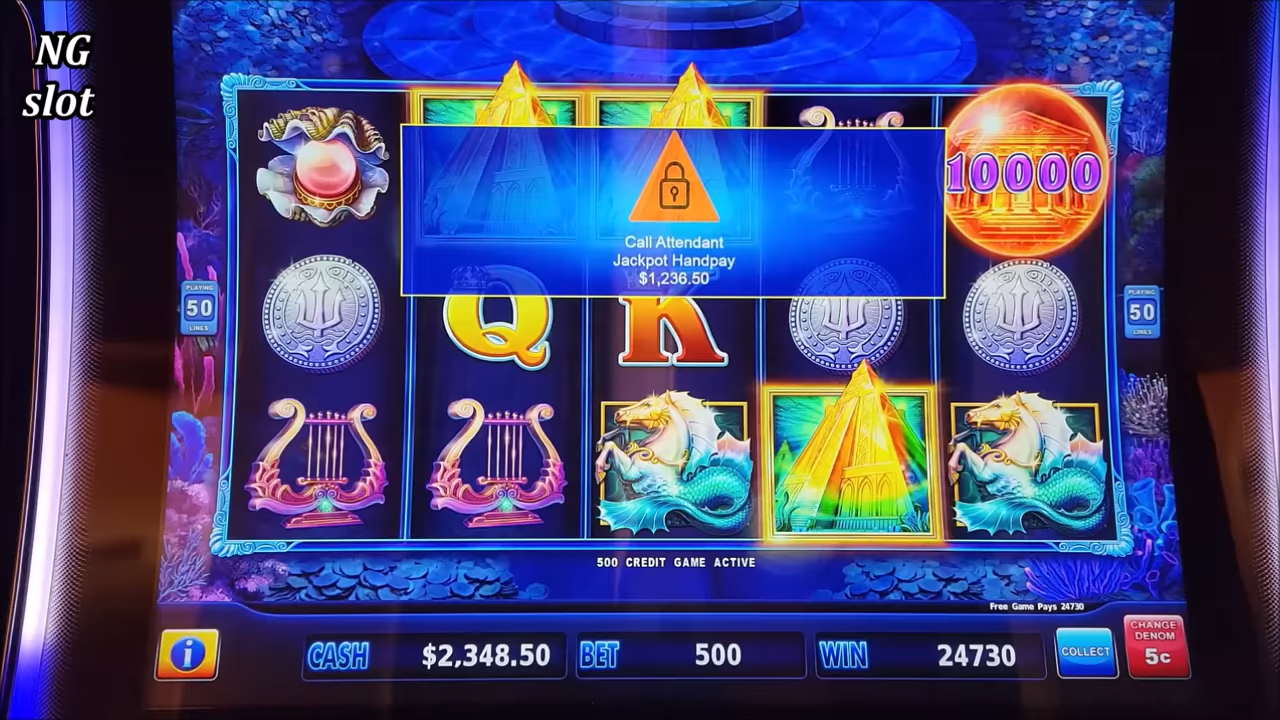 NG
slot
10000
Call Attendant
Jackpot Handpay
$1,236.50
PLAYING
50
LINES
Q
K
PLAYING
50
LINES
500 CREDIT GAME ACTIVE
Free Game Pays 24730
i
CASH $2,348.50 BET 500 WIN 24730
COLLECT
CHANGE
DENOM
5c